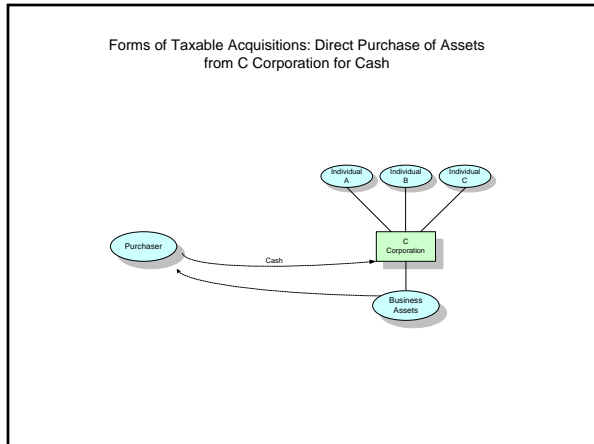 Forms of Taxable Acquisitions: Direct Purchase of Assets
from C Corporation for Cash
Individual
A
Individual
B
Individual
C
Purchaser
Cash
C
Corporation
Business
Assets